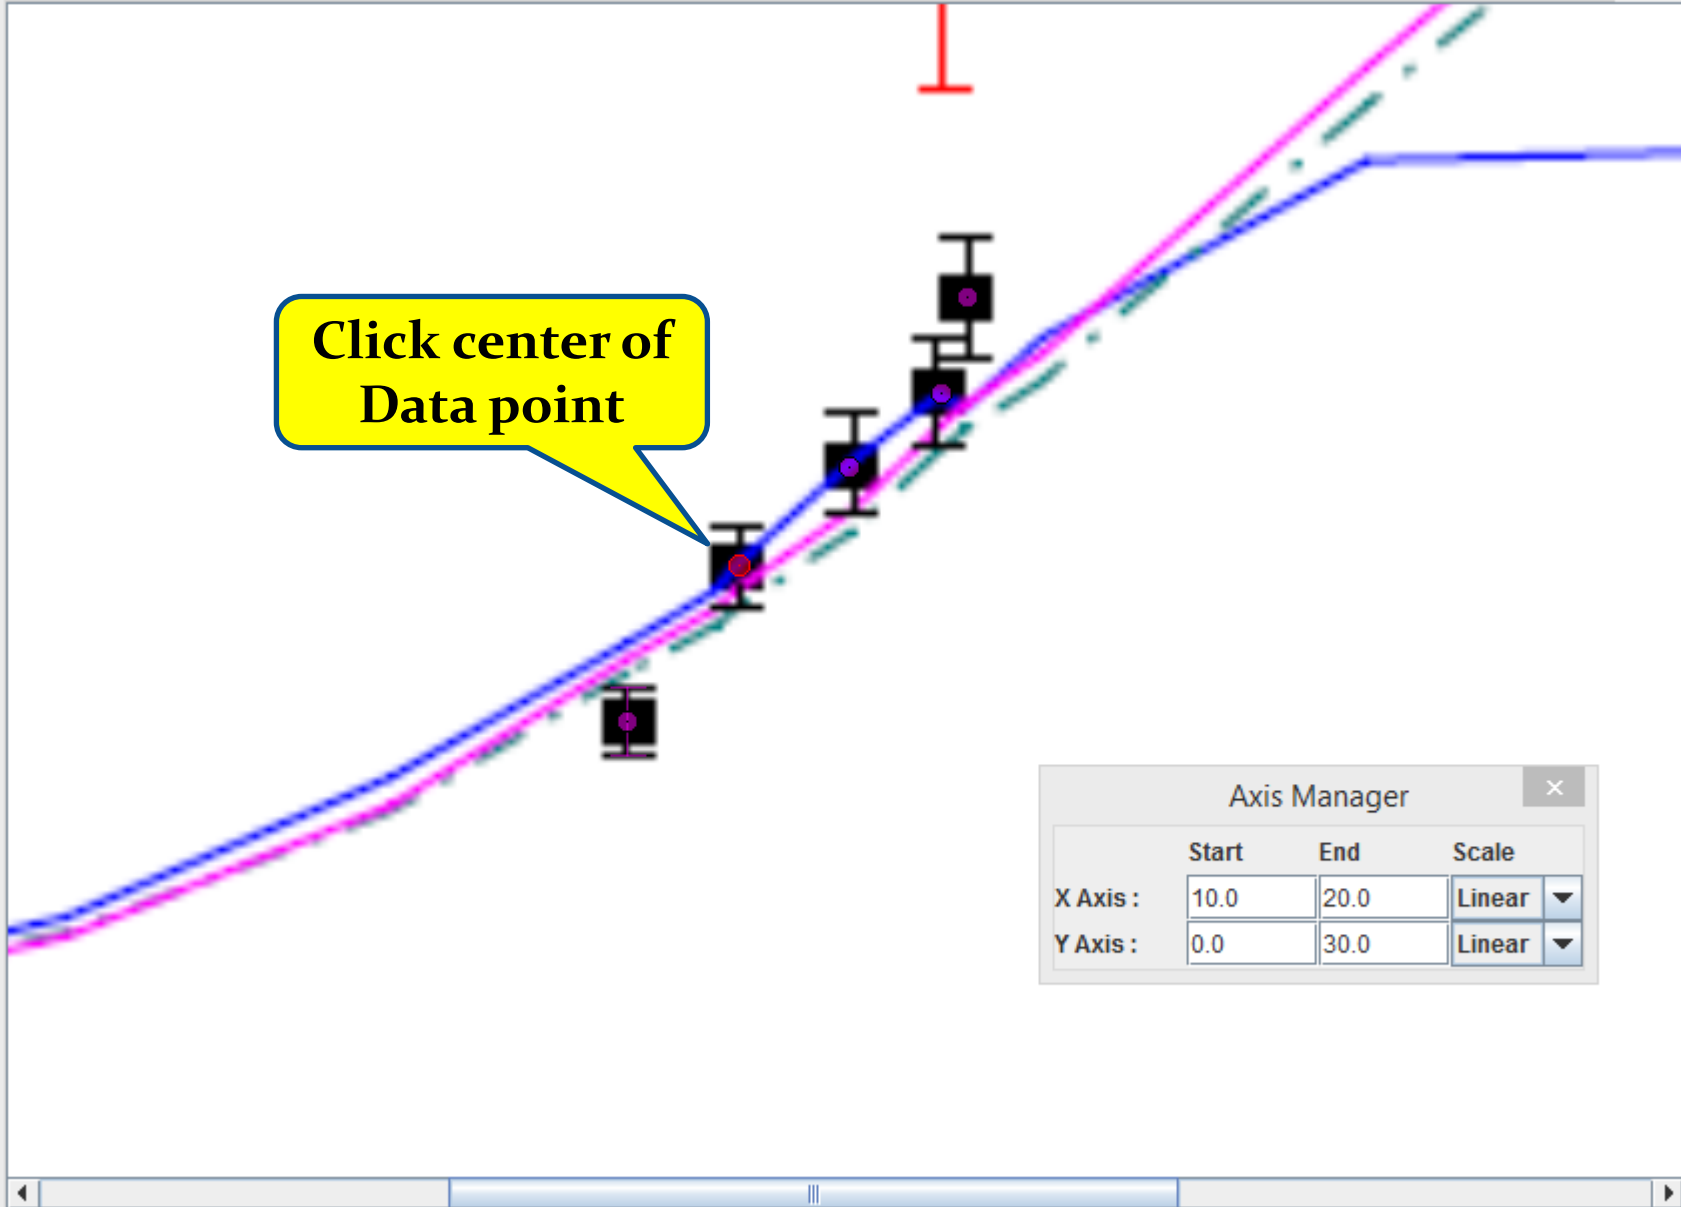 Click center of
Data point
Axis Manager
Start End Scale
X Axis : 10.0 20.0 Linear
Y Axis : 0.0 30.0 Linear